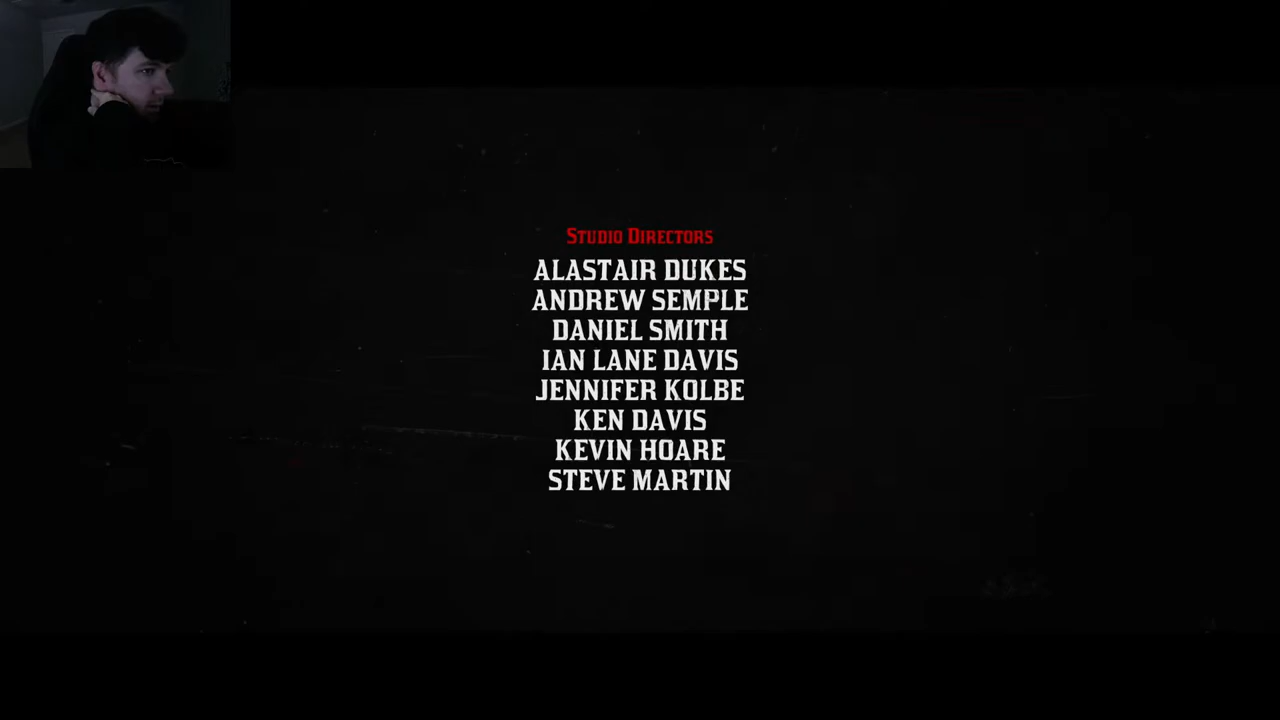 Studio Directors
ALASTAIR DUKES
ANDREW SEMPLE
DANIEL SMITH
IAN LANE DAVIS
JENNIFER KOLBE
KEN DAVIS
KEVIN HOARE
STEVE MARTIN